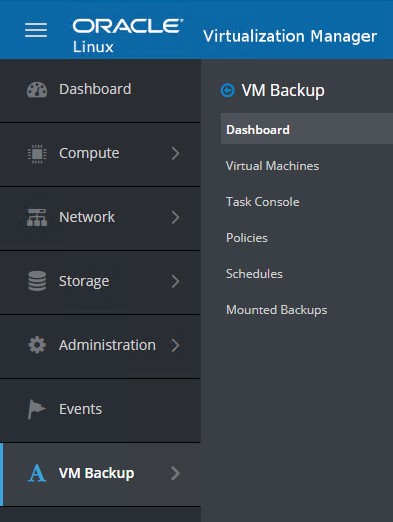 ORACLE®
Linux
Virtualization Manager
Dashboard
Compute
Network
Storage
Administration
Events
VM Backup
VM Backup
Dashboard
Virtual Machines
Task Console
Policies
Schedules
Mounted Backups